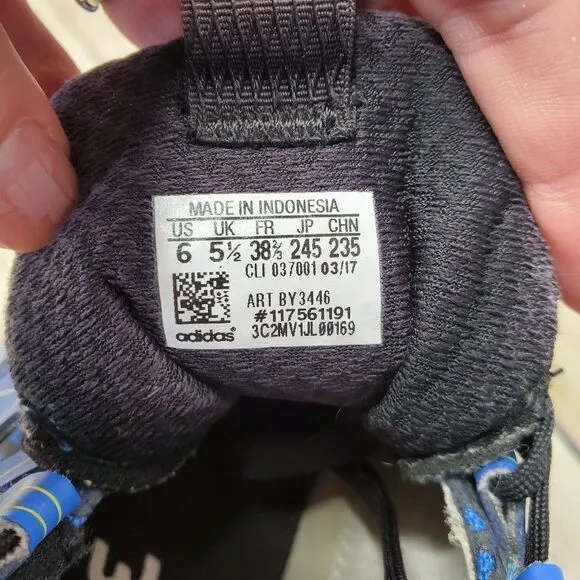 MADE IN INDONESIA
US UK FR JP CHN
6 5½ 38⅔ 245 235
CLI 037001 03/17
ART BY3446
#117561191
adidas® 3C2MV1JL00169